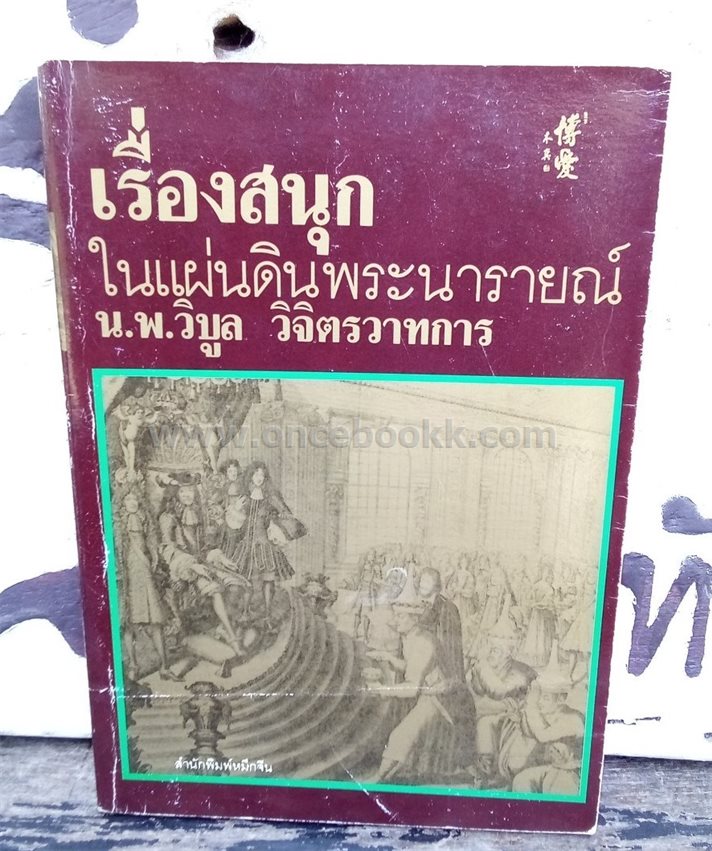 博愛
เรื่องสนุก
ในแผ่นดินพระนารายณ์
น.พ.วิบูล วิจิตรวาทการ
www.oncebookk.com
สำนักพิมพ์หมึกจีน